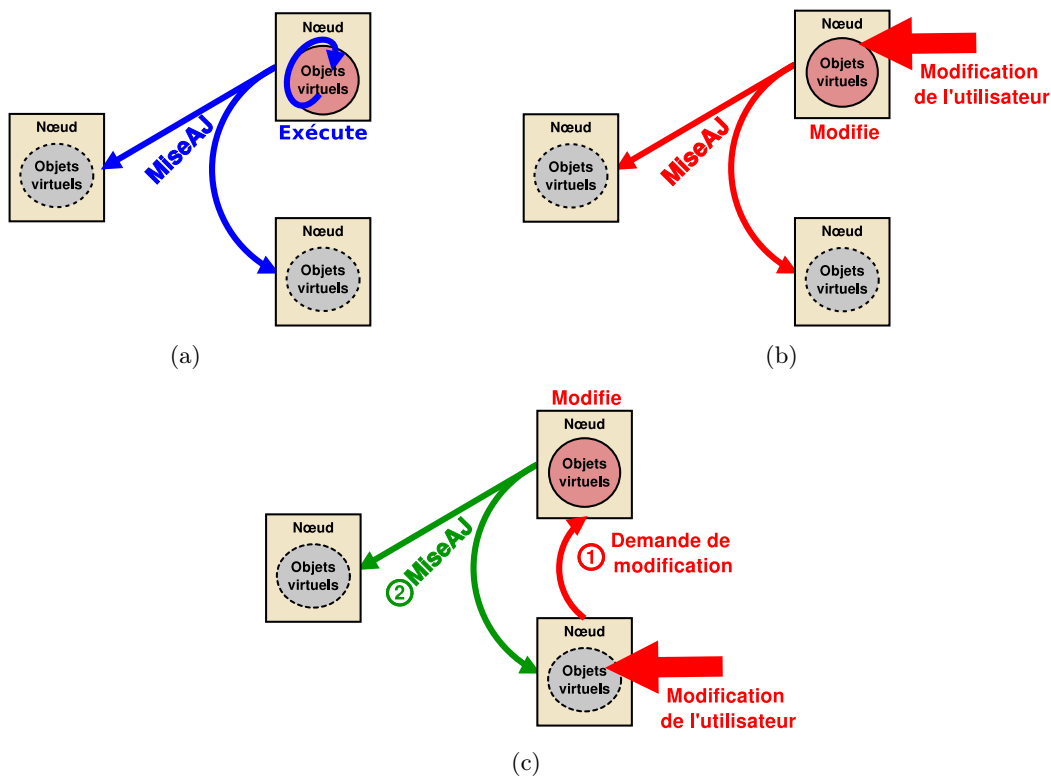 Nœud
Objets
virtuels
Exécute
MiseAJ
Nœud
Objets
virtuels
Nœud
Objets
virtuels
(a)
Nœud
Objets
virtuels
Modification
de l'utilisateur
Modifie
MiseAJ
Nœud
Objets
virtuels
Nœud
Objets
virtuels
(b)
Modifie
Nœud
Objets
virtuels
1 Demande de
modification
2 MiseAJ
Nœud
Objets
virtuels
Nœud
Objets
virtuels
Modification
de l'utilisateur
(c)